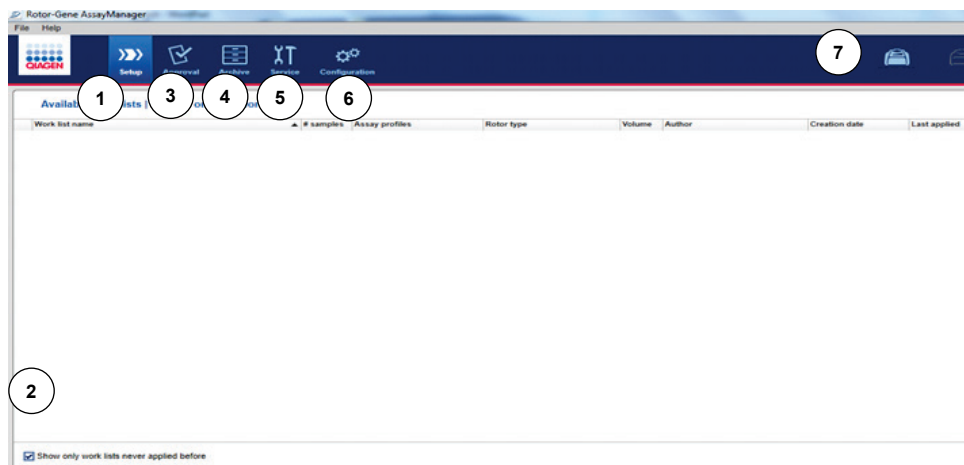 Rotor-Gene AssayManager
File Help
QIAGEN
Setup Approval Archive Service Configuration
7
1 3 4 5 6
Work list name # samples Assay profiles Rotor type Volume Author Creation date Last applied
2
Show only work lists never applied before